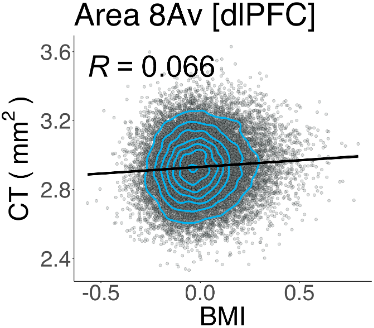 Area 8Av [dlPFC]
R = 0.066
3.6
3.2
2.8
2.4
CT ( mm² )
-0.5
0.0
0.5
BMI